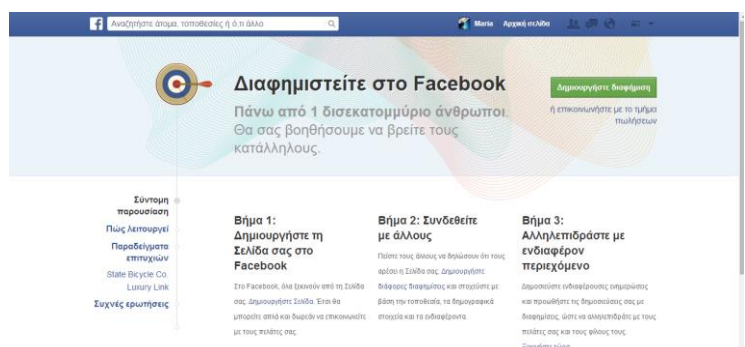 Αναζητήστε άτομα, τοποθεσίες ή ό,τι άλλο
Maria Αρχική σελίδα
Διαφημιστείτε στο Facebook
Πάνω από 1 δισεκατομμύριο άνθρωποι.
Θα σας βοηθήσουμε να βρείτε τους
κατάλληλους.
Δημιουργήστε διαφήμιση
ή επικοινωνήστε με το τμήμα
πωλήσεων
Σύντομη
παρουσίαση
Πώς λειτουργεί
Παραδείγματα
επιτυχιών
State Bicycle Co.
Luxury Link
Συχνές ερωτήσεις
Βήμα 1:
Δημιουργήστε τη
Σελίδα σας στο
Facebook
Στο Facebook, όλα ξεκινούν από τη Σελίδα
σας. Δημιουργήστε Σελίδα. Έτσι θα
μπορείτε απλά και δωρεάν να επικοινωνείτε
με τους πελάτες σας.
Βήμα 2: Συνδεθείτε
με άλλους
Πείστε τους άλλους να δηλώσουν ότι τους
αρέσει η Σελίδα σας. Δημιουργήστε
διάφορες διαφημίσεις και στοχεύστε με
βάση την τοποθεσία, τα δημογραφικά
στοιχεία και τα ενδιαφέροντα.
Βήμα 3:
Αλληλεπιδράστε με
ενδιαφέρον
περιεχόμενο
Δημοσιεύστε ενδιαφέρουσες ενημερώσεις
και προωθήστε τις δημοσιεύσεις σας με
διαφημίσεις, ώστε να αλληλεπιδράτε με τους
πελάτες σας και τους φίλους τους.